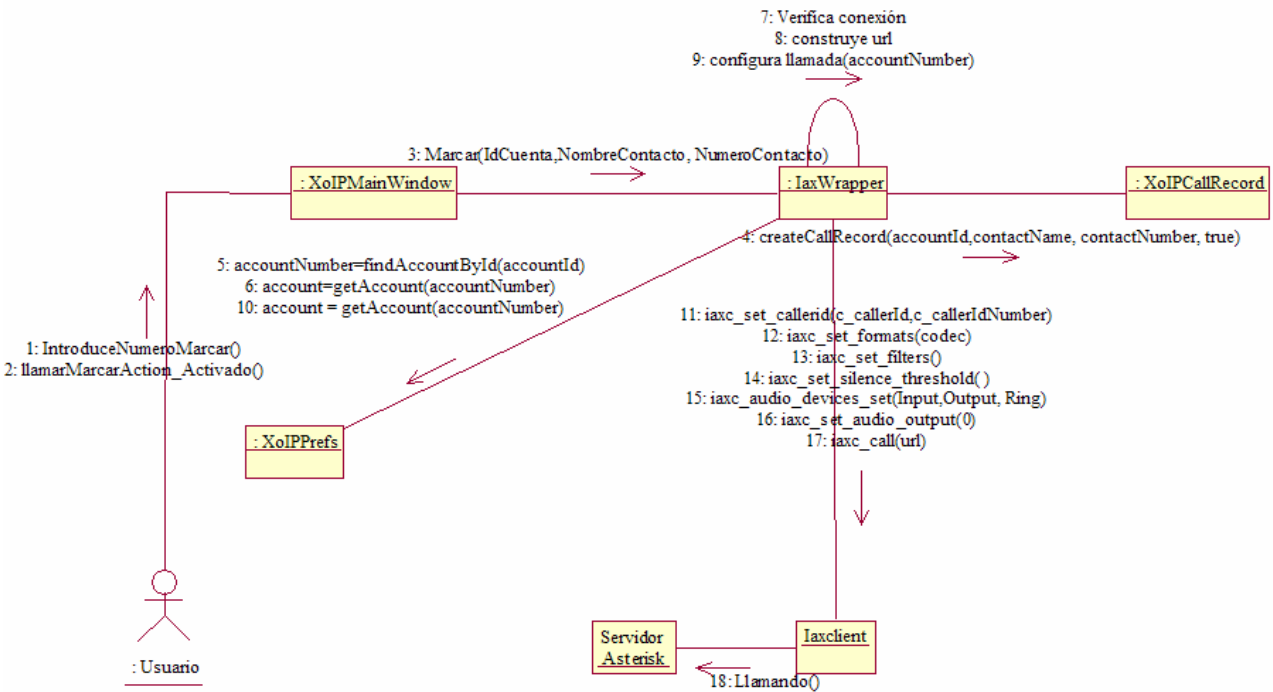 7: Verifica conexión
8: construye url
9: configura llamada(accountNumber)
3: Marcar(IdCuenta,NombreContacto, NumeroContacto)
: XoIPMainWindow
: IaxWrapper
: XoIPCallRecord
4: createCallRecord(accountId,contactName, contactNumber, true)
5: accountNumber=findAccountById(accountId)
6: account=getAccount(accountNumber)
10: account = getAccount(accountNumber)
11: iaxc_set_callerid(c_callerId,c_callerIdNumber)
12: iaxc_set_formats(codec)
13: iaxc_set_filters()
14: iaxc_set_silence_threshold( )
15: iaxc_audio_devices_set(Input,Output, Ring)
16: iaxc_set_audio_output(0)
17: iaxc_call(url)
1: IntroduceNumeroMarcar()
2: llamarMarcarAction_Activado()
: XoIPPrefs
Servidor
Asterisk
Iaxclient
18:Llamando()
: Usuario